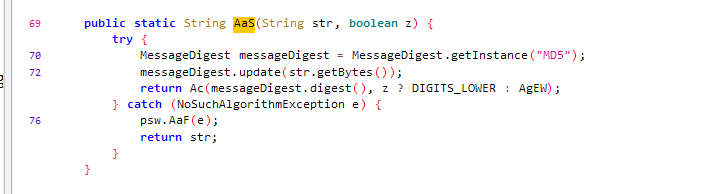 69 public static String AaS(String str, boolean z) {
try {
70 MessageDigest messageDigest = MessageDigest.getInstance("MD5");
72 messageDigest.update(str.getBytes());
return Ac(messageDigest.digest(), z ? DIGITS_LOWER : AgEW);
} catch (NoSuchAlgorithmException e) {
76 psw.AaF(e);
return str;
}
}